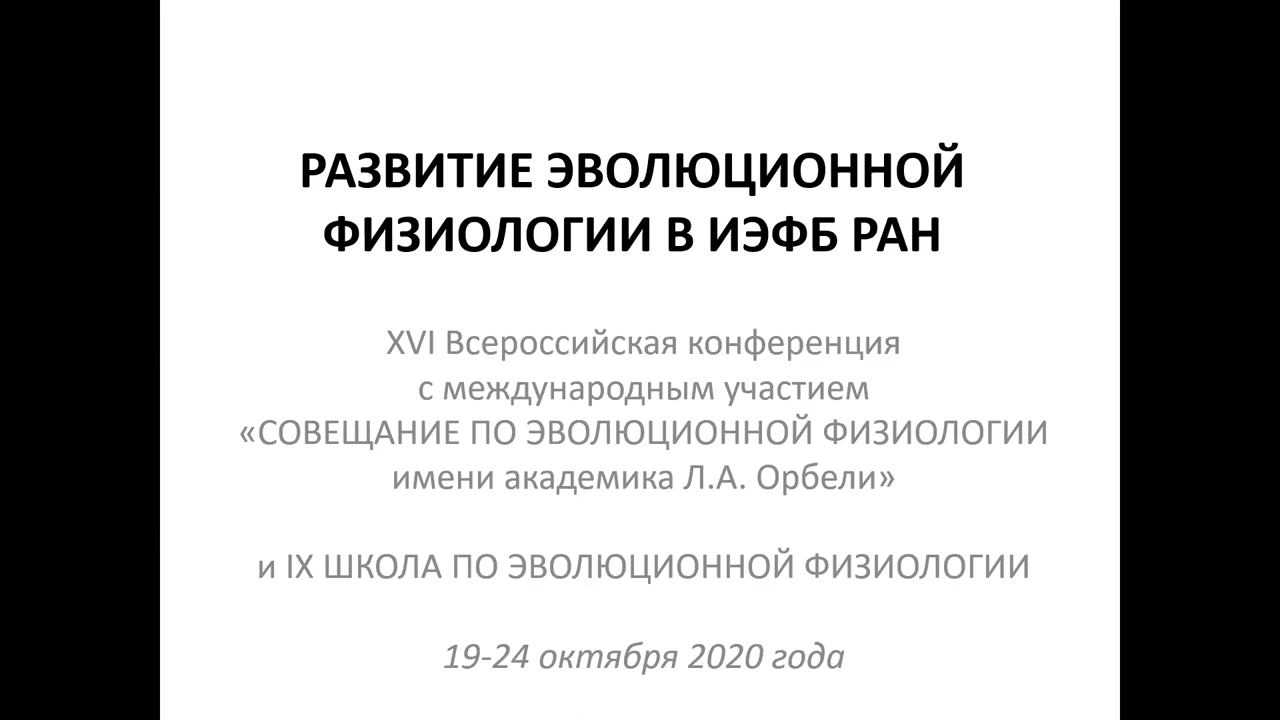 РАЗВИТИЕ ЭВОЛЮЦИОННОЙ
ФИЗИОЛОГИИ В ИЭФБ РАН
XVI Всероссийская конференция
с международным участием
«СОВЕЩАНИЕ ПО ЭВОЛЮЦИОННОЙ ФИЗИОЛОГИИ
имени академика Л.А. Орбели»
и IX ШКОЛА ПО ЭВОЛЮЦИОННОЙ ФИЗИОЛОГИИ
19-24 октября 2020 года